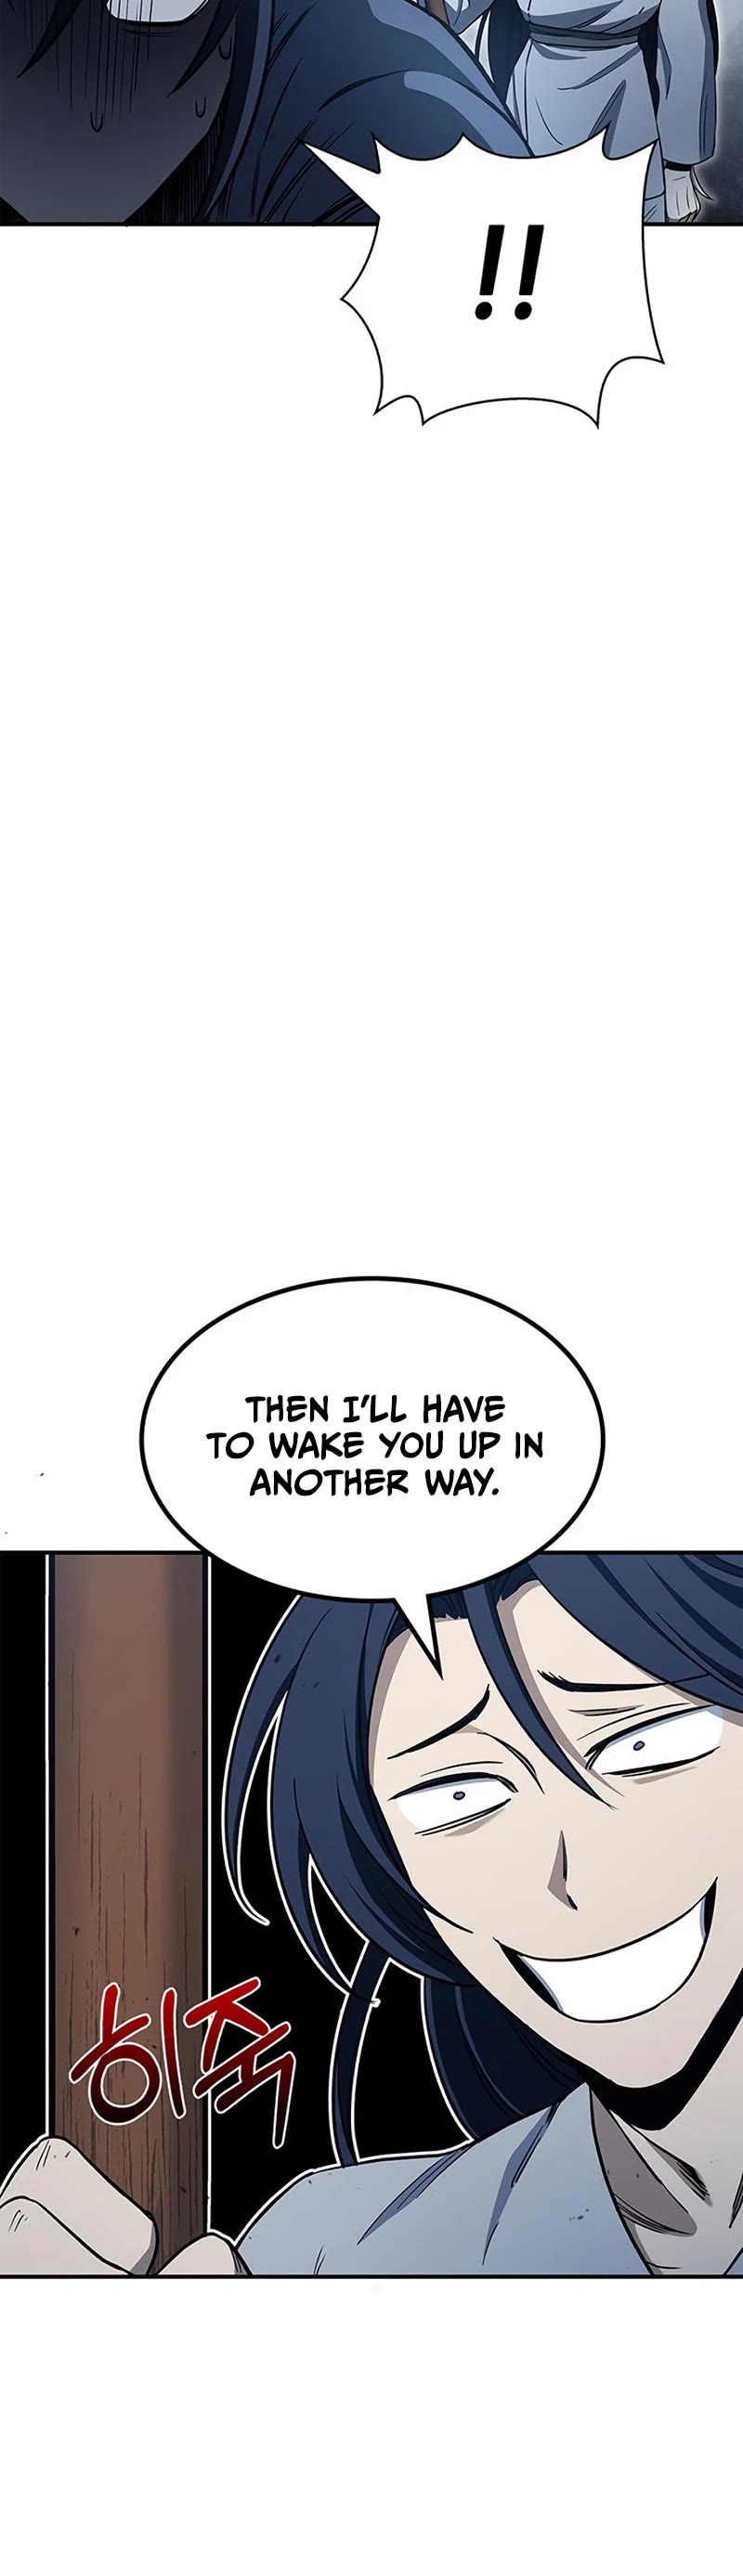 !!
THEN I'LL HAVE
TO WAKE YOU UP IN
ANOTHER WAY.
히죽